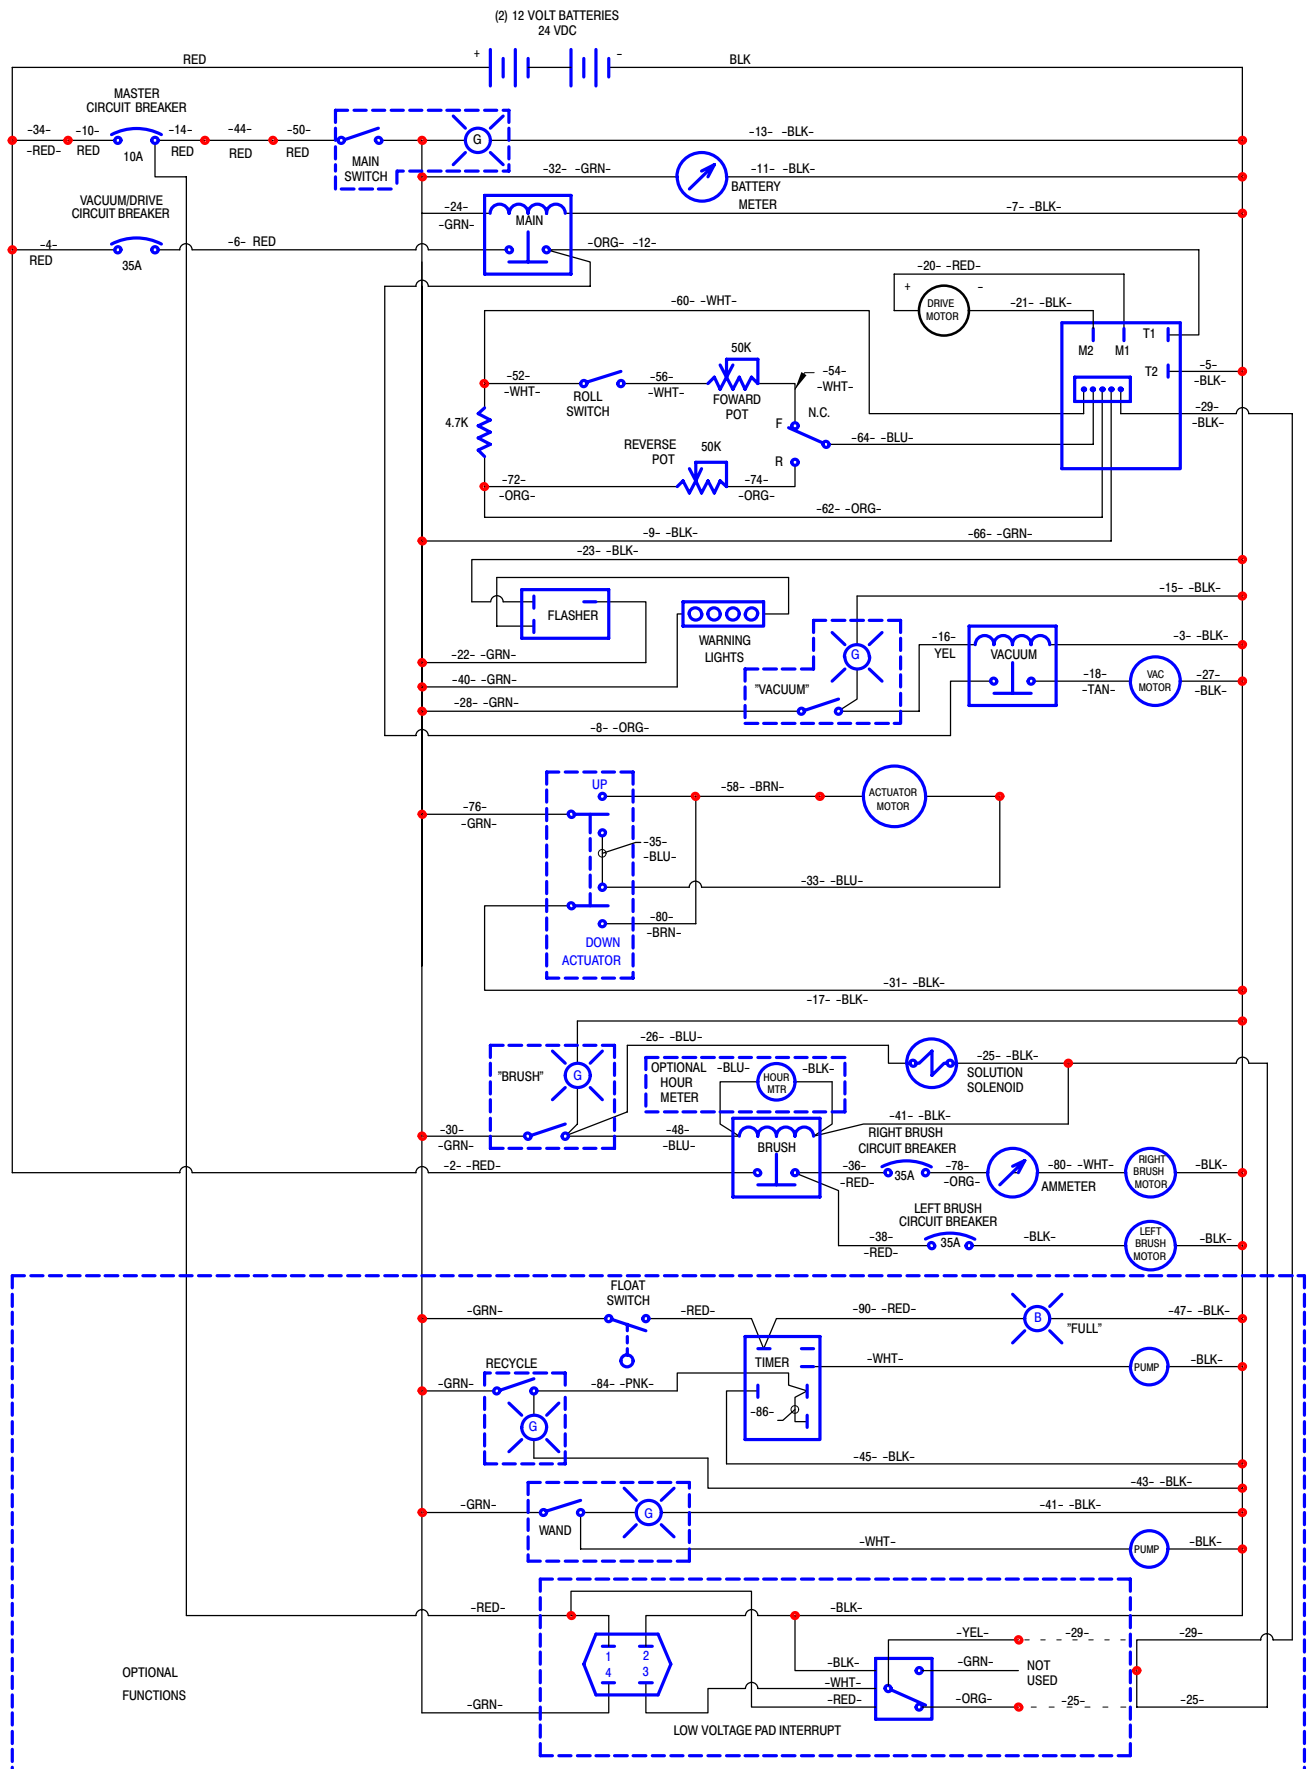 (2) 12 VOLT BATTERIES
24 VDC
+
-
RED
BLK
MASTER
CIRCUIT BREAKER
-34-
-RED-
-10-
RED
10A
-14-
RED
-44-
RED
-50-
RED
MAIN
SWITCH
G
-13- -BLK-
-32- -GRN-
-11- -BLK-
BATTERY
METER
VACUUM/DRIVE
CIRCUIT BREAKER
-24-
-GRN-
MAIN
-7- -BLK-
-4-
RED
35A
-6- RED
-ORG- -12-
-20- -RED-
+
-
DRIVE
MOTOR
-21- -BLK-
-60- -WHT-
T1
M2
M1
T2
-5-
-BLK-
-29-
-BLK-
50K
-52-
-WHT-
ROLL
SWITCH
-56-
-WHT-
FOWARD
POT
-54-
-WHT-
N.C.
F
4.7K
REVERSE
POT
50K
-64- -BLU-
R
-72-
-ORG-
-74-
-ORG-
-62- -ORG-
-9- -BLK-
-66- -GRN-
-23- -BLK-
-15- -BLK-
FLASHER
WARNING
LIGHTS
G
-16-
YEL
VACUUM
-3- -BLK-
-22- -GRN-
-40- -GRN-
"VACUUM"
-18-
-TAN-
VAC
MOTOR
-27-
-BLK-
-28- -GRN-
-8- -ORG-
UP
-58- -BRN-
ACTUATOR
MOTOR
-76-
-GRN-
-35-
-BLU-
-33- -BLU-
-80-
-BRN-
DOWN
ACTUATOR
-31- -BLK-
-17- -BLK-
-26- -BLU-
"BRUSH"
G
OPTIONAL
HOUR
METER
-BLU-
HOUR
MTR
-BLK-
-25- -BLK-
SOLUTION
SOLENOID
-41- -BLK-
-30-
-GRN-
-48-
-BLU-
BRUSH
RIGHT BRUSH
CIRCUIT BREAKER
-2- -RED-
-36-
-RED-
35A
-78-
-ORG-
AMMETER
-80- -WHT-
RIGHT
BRUSH
MOTOR
-BLK-
LEFT BRUSH
CIRCUIT BREAKER
-38-
-RED-
35A
-BLK-
LEFT
BRUSH
MOTOR
-BLK-
FLOAT
SWITCH
-GRN-
-RED-
-90- -RED-
B
"FULL"
-47- -BLK-
TIMER
-WHT-
PUMP
-BLK-
RECYCLE
-GRN-
-84- -PNK-
-86-
G
-45- -BLK-
-43- -BLK-
-GRN-
WAND
G
-41- -BLK-
-WHT-
PUMP
-BLK-
-RED-
-BLK-
1
2
4
3
-YEL-
-29-
-29-
-BLK-
-GRN-
NOT
USED
-WHT-
-RED-
-ORG-
-25-
-25-
-GRN-
LOW VOLTAGE PAD INTERRUPT
OPTIONAL
FUNCTIONS